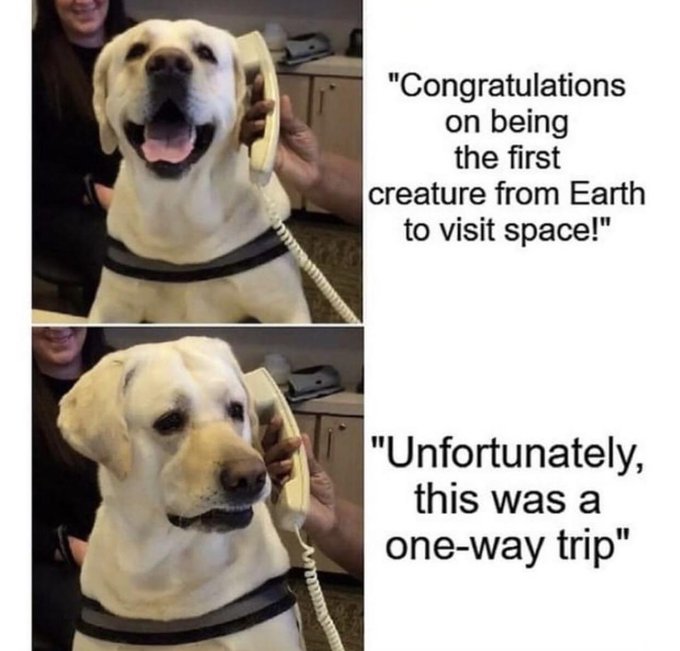 "Congratulations
on being
the first
creature from Earth
to visit space!"
"Unfortunately,
this was a
one-way trip"